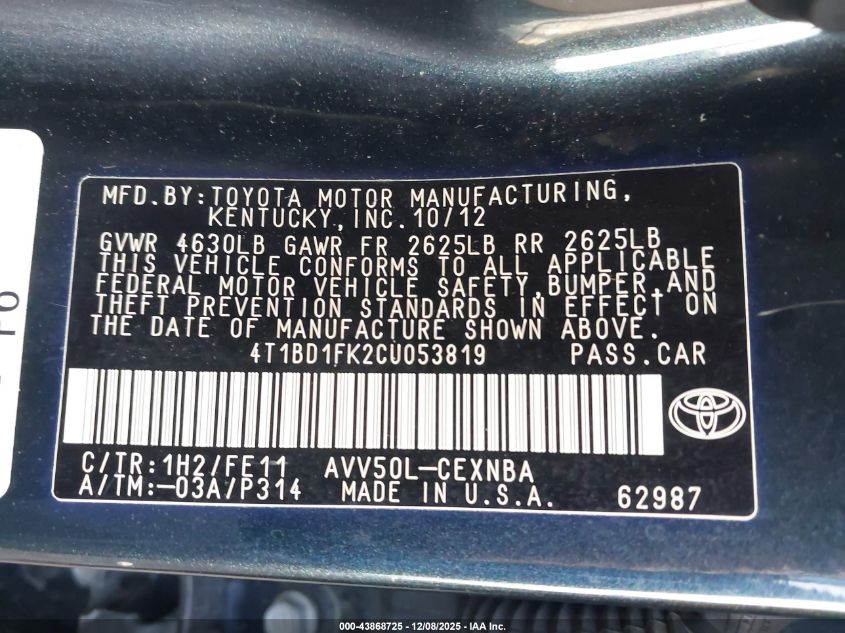 MFD.BY:TOYOTA MOTOR MANUFACTURING,
KENTUCKY,INC.10/12
GVWR 4630LB GAWR FR 2625LB RR 2625LB
THIS VEHICLE CONFORMS TO ALL APPLICABLE
FEDERAL MOTOR VEHICLE SAFETY,BUMPER,AND
THEFT PREVENTION STANDARDS IN EFFECT ON
THE DATE OF MANUFACTURE SHOWN ABOVE.
4T1BD1FK2CU053819 PASS.CAR
C/TR:1H2/FE11 AVV50L-CEXNBA
A/TM:-03A/P314 MADE IN U.S.A. 62987
000-43868725 - 12/08/2025 - IAA Inc.